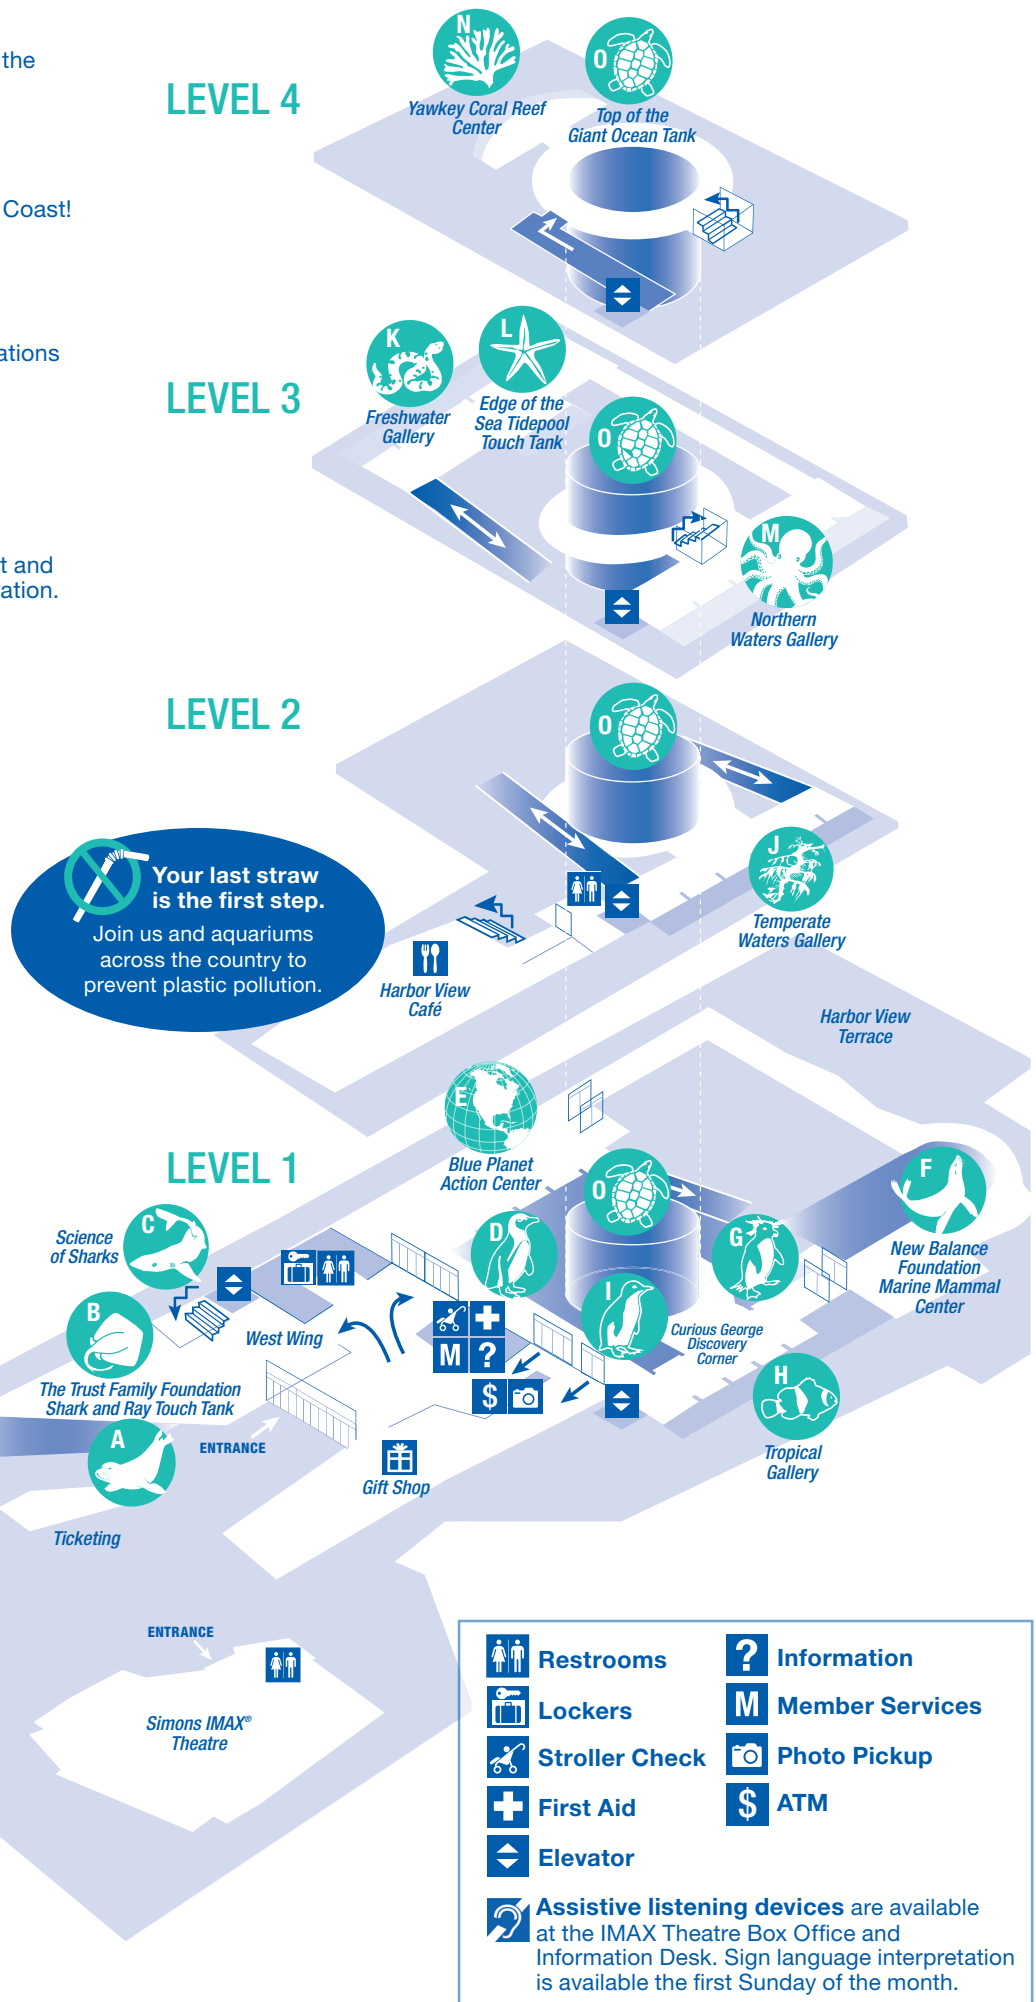 the
Coast!
ations
t and
ation.
LEVEL 4
N
Yawkey Coral Reef
Center
O
Top of the
Giant Ocean Tank
LEVEL 3
K
Freshwater
Gallery
L
Edge of the
Sea Tidepool
Touch Tank
O
M
Northern
Waters Gallery
LEVEL 2
O
J
Temperate
Waters Gallery
Your last straw
is the first step.
Join us and aquariums
across the country to
prevent plastic pollution.
Harbor View
Café
Harbor View
Terrace
LEVEL 1
E
Blue Planet
Action Center
O
F
New Balance
Foundation
Marine Mammal
Center
C
Science
of Sharks
D
G
I
Curious George
Discovery
Corner
B
The Trust Family Foundation
Shark and Ray Touch Tank
West Wing
M
?
$
H
Tropical
Gallery
A
ENTRANCE
Gift Shop
Ticketing
ENTRANCE
Simons IMAX®
Theatre
Restrooms
Lockers
Stroller Check
First Aid
Elevator
? Information
M Member Services
Photo Pickup
$ ATM
Assistive listening devices are available
at the IMAX Theatre Box Office and
Information Desk. Sign language interpretation
is available the first Sunday of the month.